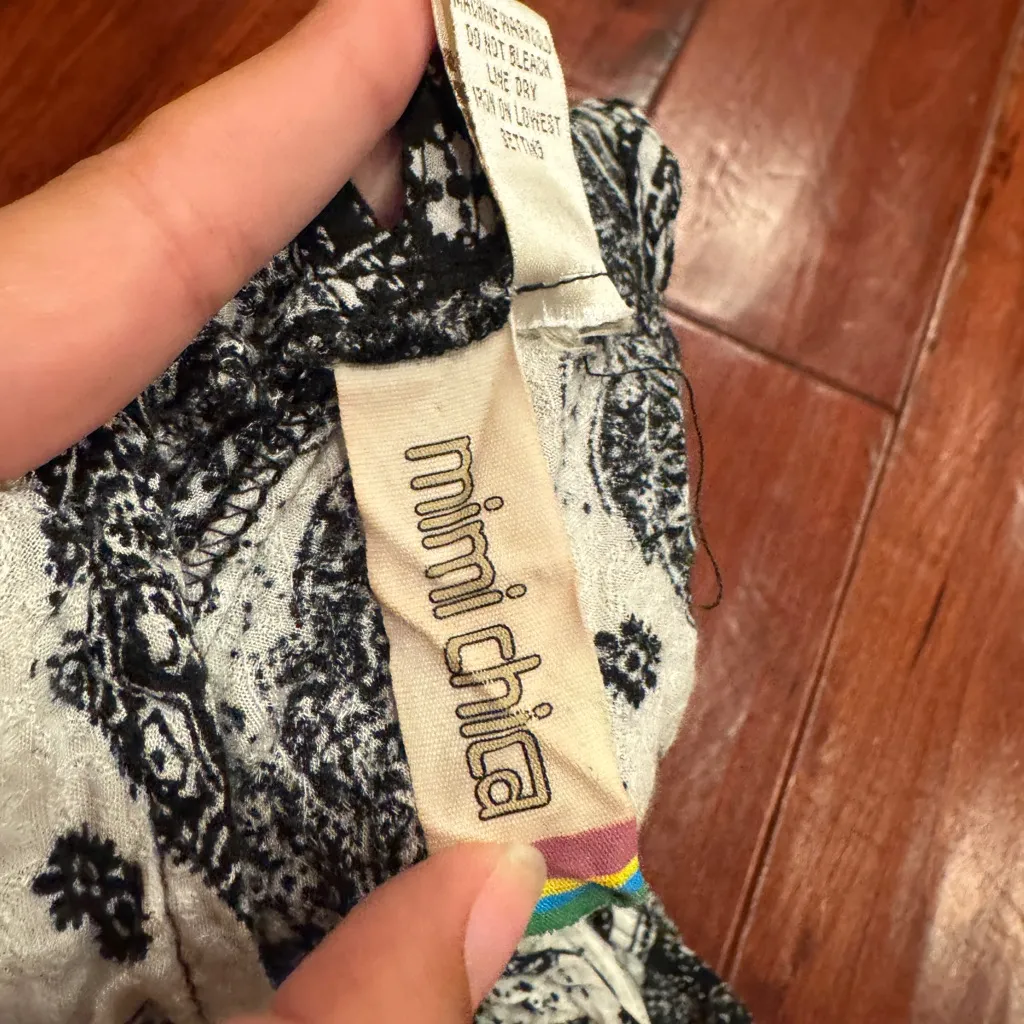 MACHINE WASH COLD
DO NOT BLEACH
LINE DRY
IRON ON LOWEST
SETTING
mimi chica